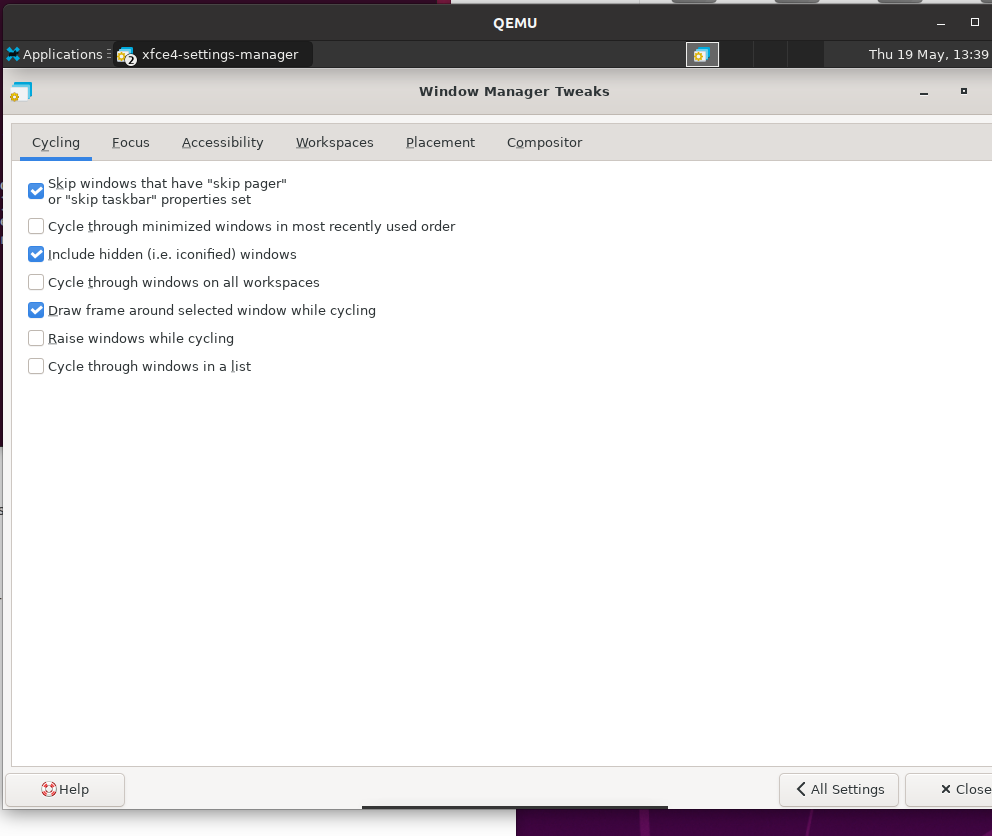 QEMU
Applications
2
xfce4-settings-manager
Thu 19 May, 13:39
Window Manager Tweaks
Cycling
Focus
Accessibility
Workspaces
Placement
Compositor
Skip windows that have "skip pager"
or "skip taskbar" properties set
Cycle through minimized windows in most recently used order
Include hidden (i.e. iconified) windows
Cycle through windows on all workspaces
Draw frame around selected window while cycling
Raise windows while cycling
Cycle through windows in a list
Help
All Settings
Close